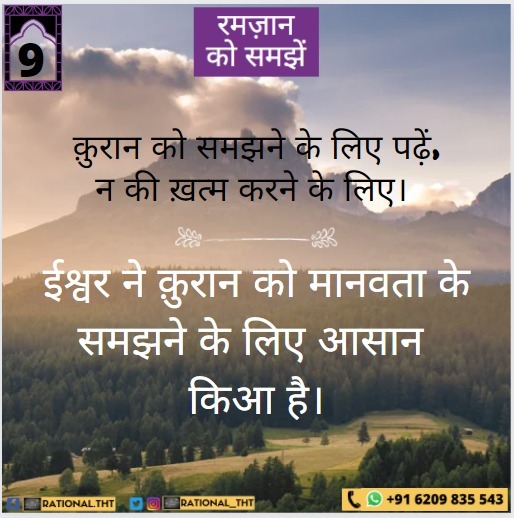 9
रमज़ान
को समझें
क़ुरान को समझने के लिए पढ़ें,
न की ख़त्म करने के लिए।
ईश्वर ने क़ुरान को मानवता के
समझने के लिए आसान
किआ है।
RATIONAL.THT
RATIONAL_THT
+91 6209 835 543